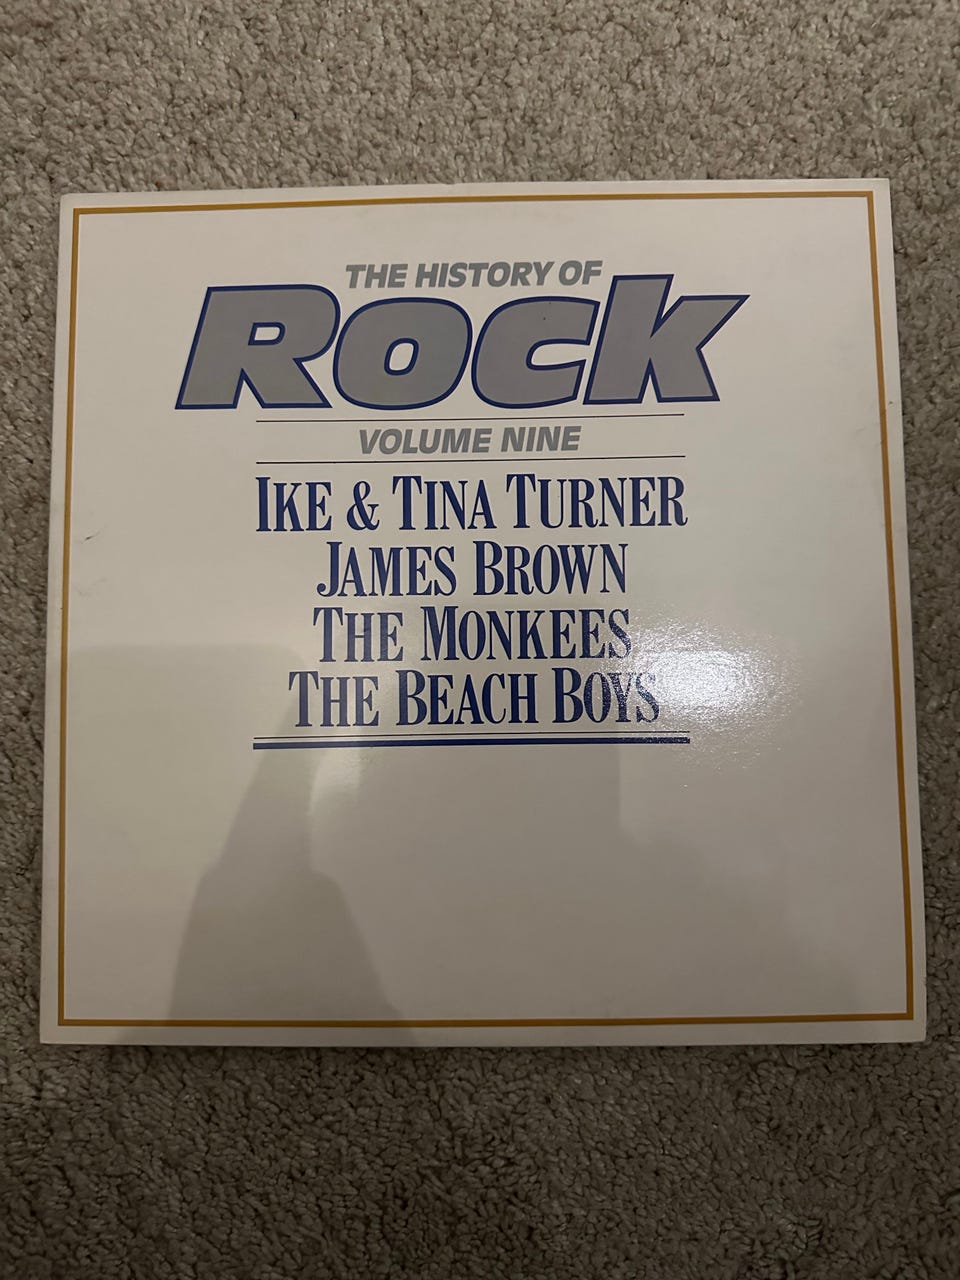 THE HISTORY OF
ROCK
VOLUME NINE
IKE & TINA TURNER
JAMES BROWN
THE MONKEES
THE BEACH BOYS